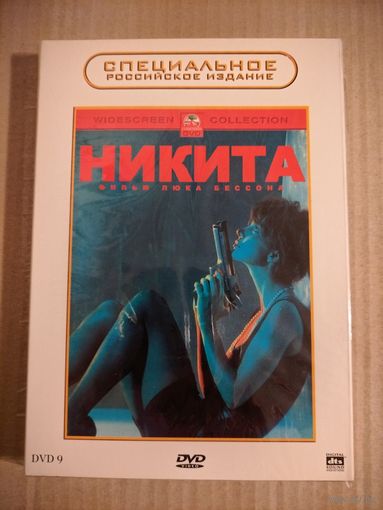 СПЕЦИАЛЬНОЕ
РОССИЙСКОЕ ИЗДАНИЕ
WIDESCREEN DVD COLLECTION
НИКИТА
ФИЛЬМ ЛЮКА БЕССОНА
DVD 9
DVD
VIDEO
DIGITAL
dts
SOUND